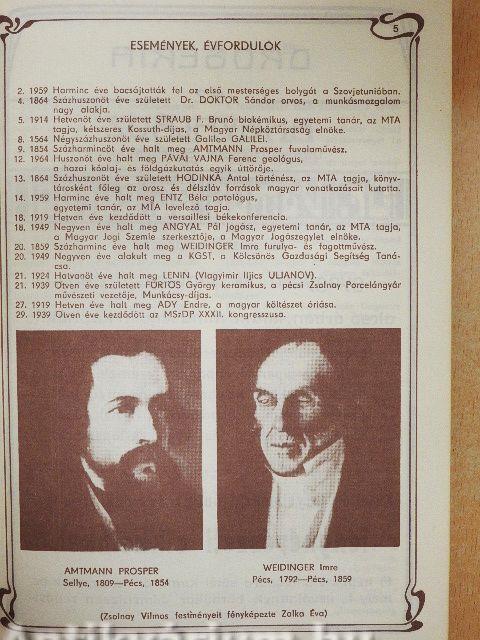 5
ESEMÉNYEK, ÉVFORDULÓK
2. 1959 Harminc éve bocsájtották fel az első mesterséges bolygót a Szovjetunióban.
4. 1864 Százhuszonöt éve született Dr. DOKTOR Sándor orvos, a munkásmozgalom
nagy alakja.
5. 1914 Hetvenöt éve született STRAUB F. Brunó biokémikus, egyetemi tanár, az MTA
tagja, kétszeres Kossuth-díjas, a Magyar Népköztársaság elnöke.
8. 1564 Négyszázhuszonöt éve született Galileo GALILEI.
9. 1854 Százharmincöt éve halt meg AMTMANN Prosper fuvalaművész.
12. 1964 Huszonöt éve halt meg PÁVAI VAJNA Ferenc geológus,
a hazai kőolaj- és földgázkutatás egyik úttörője.
13. 1864 Százhuszonöt éve született HODINKA Antal történész, az MTA tagja, könyv-
tárosként főleg az orosz és délszláv források magyar vonatkozásait kutatta.
14. 1959 Harminc éve halt meg ENTZ Béla patológus,
egyetemi tanár, az MTA levelező tagja.
18. 1919 Hetven éve kezdődött a versaillesi békekonferencia.
18. 1949 Negyven éve halt meg ANGYAL Pál jogász, egyetemi tanár, az MTA tagja,
a Magyar Jogi Szemle szerkesztője, a Magyar Jogászegylet elnöke.
20. 1859 Százharminc éve halt meg WEIDINGER Imre furulya- és fagottművész.
20. 1949 Negyven éve alakult meg a KGST, a Kölcsönös Gazdasági Segítség Taná-
csa.
21. 1924 Hatvanöt éve halt meg LENIN (Vlagyimir Iljics ULJANOV).
21. 1939 Ötven éve született FÜRTÖS György keramikus, a pécsi Zsolnay Porcelángyár
művészeti vezetője, Munkácsy-díjas.
27. 1919 Hetven éve halt meg ADY Endre, a magyar költészet óriása.
29. 1939 Ötven éve kezdődött az MSzDP XXXII. kongresszusa.
AMTMANN PROSPER
Sellye, 1809—Pécs, 1854
WEIDINGER Imre
Pécs, 1792—Pécs, 1859
(Zsolnay Vilmos festményeit fényképezte Zalka Éva)